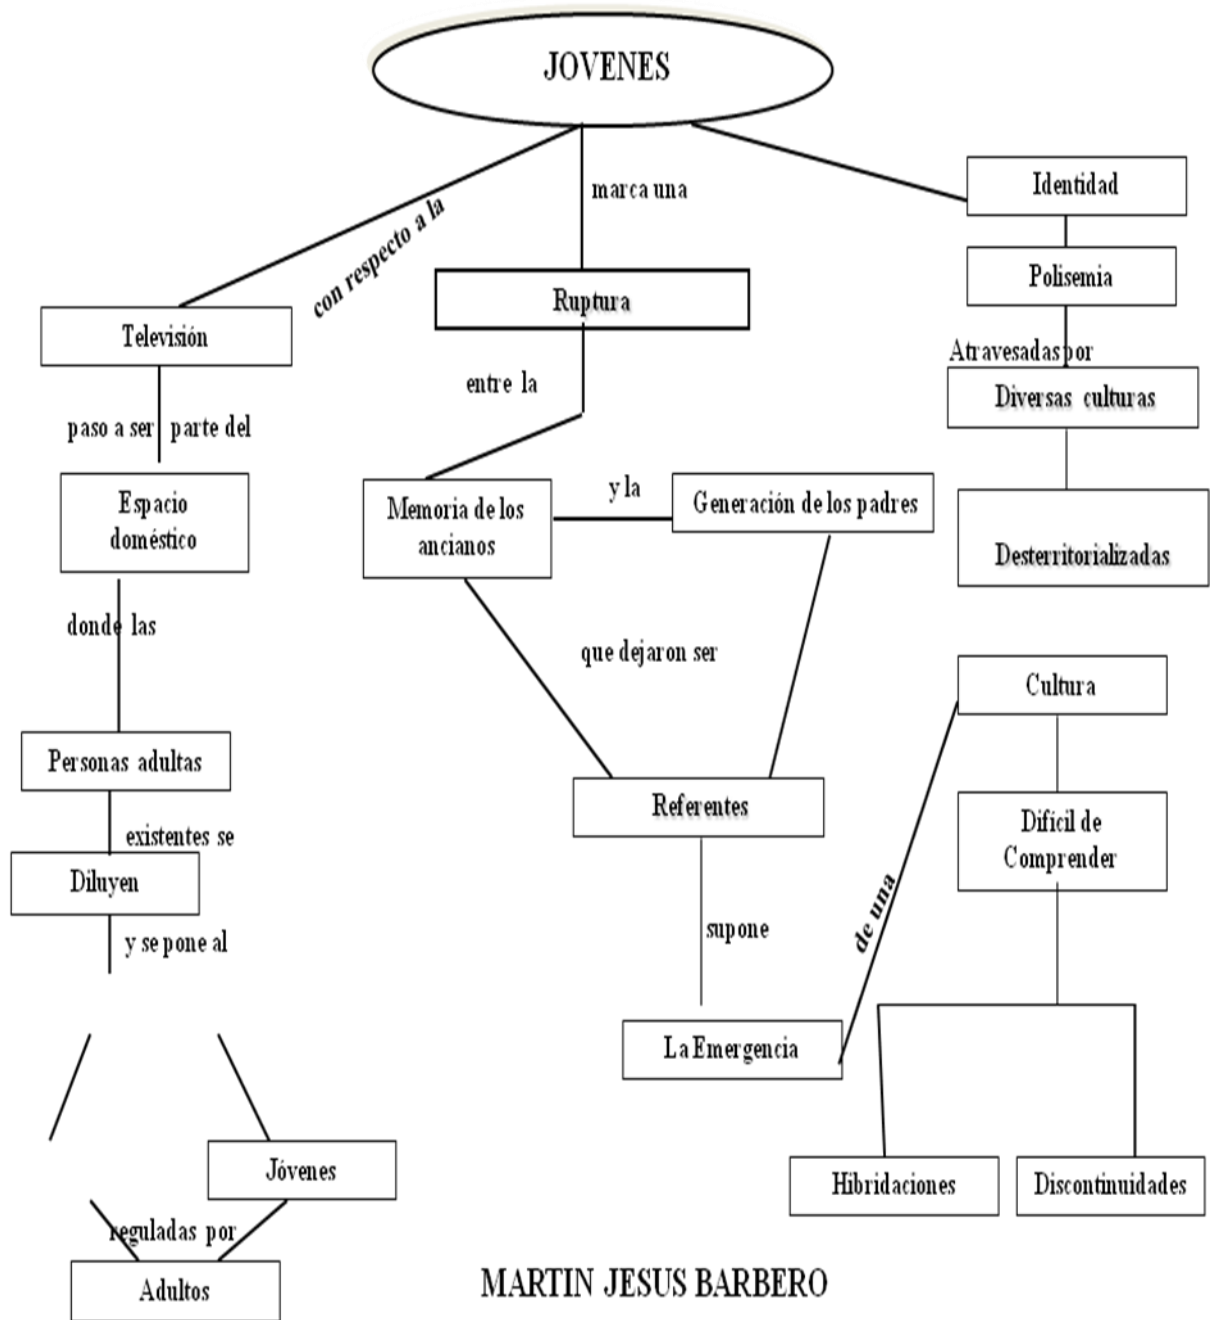 JOVENES
con respecto a la
marca una
Identidad
Polisemia
Ruptura
Televisión
Atravesadas por
Diversas culturas
entre la
paso a ser parte del
Espacio
doméstico
Memoria de los
ancianos
y la
Generación de los padres
Desterritorializadas
donde las
que dejaron ser
Cultura
Personas adultas
Referentes
Difícil de
Comprender
existentes se
Diluyen
y se pone al
supone
de una
La Emergencia
Jóvenes
Hibridaciones
Discontinuidades
reguladas por
Adultos
MARTIN JESUS BARBERO